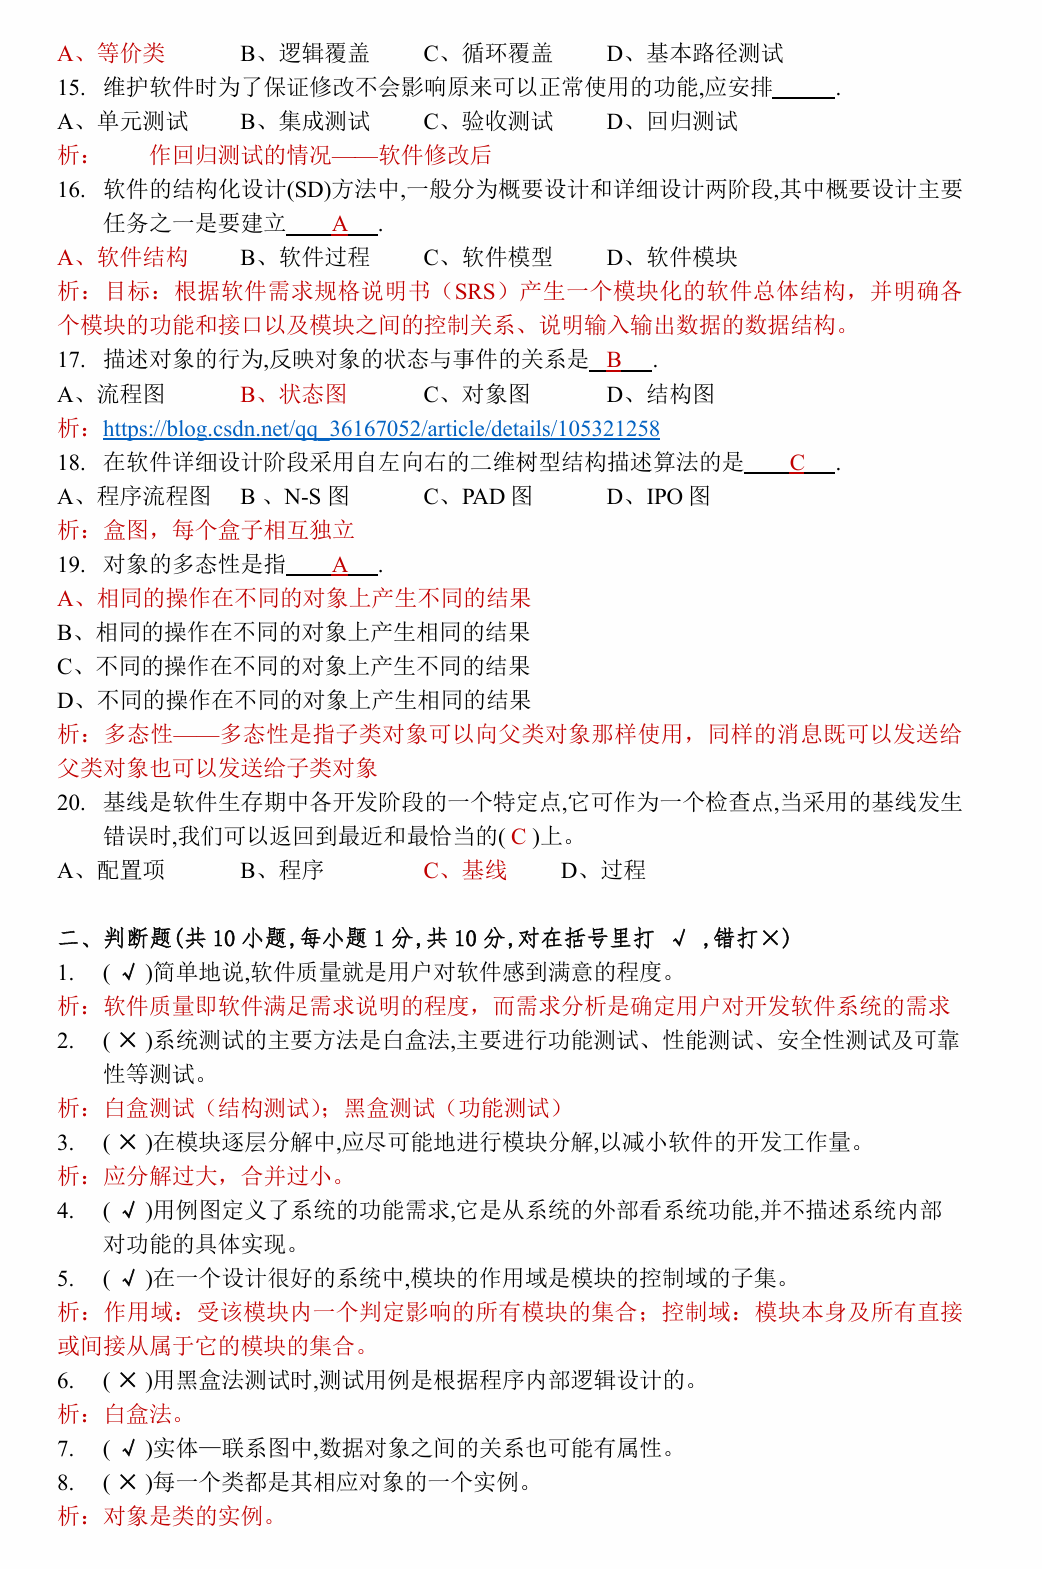 A、等价类 B、逻辑覆盖 C、循环覆盖 D、基本路径测试
15. 维护软件时为了保证修改不会影响原来可以正常使用的功能,应安排______.
A、单元测试 B、集成测试 C、验收测试 D、回归测试
析： 作回归测试的情况——软件修改后
16. 软件的结构化设计(SD)方法中,一般分为概要设计和详细设计两阶段,其中概要设计主要
任务之一是要建立____A___.
A、软件结构 B、软件过程 C、软件模型 D、软件模块
析：目标：根据软件需求规格说明书（SRS）产生一个模块化的软件总体结构，并明确各
个模块的功能和接口以及模块之间的控制关系、说明输入输出数据的数据结构。
17. 描述对象的行为,反映对象的状态与事件的关系是__B___.
A、流程图 B、状态图 C、对象图 D、结构图
析：https://blog.csdn.net/qq_36167052/article/details/105321258
18. 在软件详细设计阶段采用自左向右的二维树型结构描述算法的是____C___.
A、程序流程图 B 、N-S 图 C、PAD 图 D、IPO 图
析：盒图，每个盒子相互独立
19. 对象的多态性是指____A___.
A、相同的操作在不同的对象上产生不同的结果
B、相同的操作在不同的对象上产生相同的结果
C、不同的操作在不同的对象上产生不同的结果
D、不同的操作在不同的对象上产生相同的结果
析：多态性——多态性是指子类对象可以向父类对象那样使用，同样的消息既可以发送给
父类对象也可以发送给子类对象
20. 基线是软件生存期中各开发阶段的一个特定点,它可作为一个检查点,当采用的基线发生
错误时,我们可以返回到最近和最恰当的( C )上。
A、配置项 B、程序 C、基线 D、过程
二、判断题(共 10 小题,每小题 1 分,共 10 分,对在括号里打 √ ,错打×)
1. ( √ )简单地说,软件质量就是用户对软件感到满意的程度。
析：软件质量即软件满足需求说明的程度，而需求分析是确定用户对开发软件系统的需求
2. ( × )系统测试的主要方法是白盒法,主要进行功能测试、性能测试、安全性测试及可靠
性等测试。
析：白盒测试（结构测试）；黑盒测试（功能测试）
3. ( × )在模块逐层分解中,应尽可能地进行模块分解,以减小软件的开发工作量。
析：应分解过大，合并过小。
4. ( √ )用例图定义了系统的功能需求,它是从系统的外部看系统功能,并不描述系统内部
对功能的具体实现。
5. ( √ )在一个设计很好的系统中,模块的作用域是模块的控制域的子集。
析：作用域：受该模块内一个判定影响的所有模块的集合；控制域：模块本身及所有直接
或间接从属于它的模块的集合。
6. ( × )用黑盒法测试时,测试用例是根据程序内部逻辑设计的。
析：白盒法。
7. ( √ )实体—联系图中,数据对象之间的关系也可能有属性。
8. ( × )每一个类都是其相应对象的一个实例。
析：对象是类的实例。